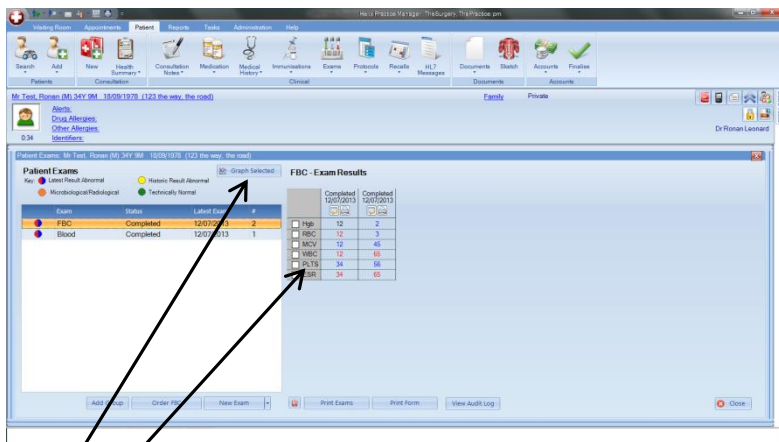 Helix Practice Manager TheSurgery.ThePractice.pm
Waiting Room Appointments Patient Reports Tasks Administration Help
Search Add New Health Summary Consultation Notes Medication Medical History Immunisations Exams Protocols Recalls HL7 Messages Documents Sketch Accounts Finalise
Patients Consultation Clinical Documents Accounts
Mr Test, Ronan (M) 34Y 9M 18/09/1978 (123 the way, the road) Family Private
Alerts:
Drug Allergies:
Other Allergies:
0:34 Identifiers:
Dr Ronan Leonard
Patient Exams: Mr Test, Ronan (M) 34Y 9M 18/09/1978 (123 the way, the road)
Patient Exams Graph Selected
Key: Latest Result Abnormal Historic Result Abnormal
Microbiological/Radiological Technically Normal
Exam Status Latest Exam #
FBC Completed 12/07/2013 2
Blood Completed 12/07/2013 1
FBC - Exam Results
Completed 12/07/2013 Completed 12/07/2013
Hgb 12 2
RBC 12 3
MCV 12 45
WBC 12 65
PLTS 34 56
ESR 34 65
Add Group Order FBC New Exam Print Exams Print Form View Audit Log Close